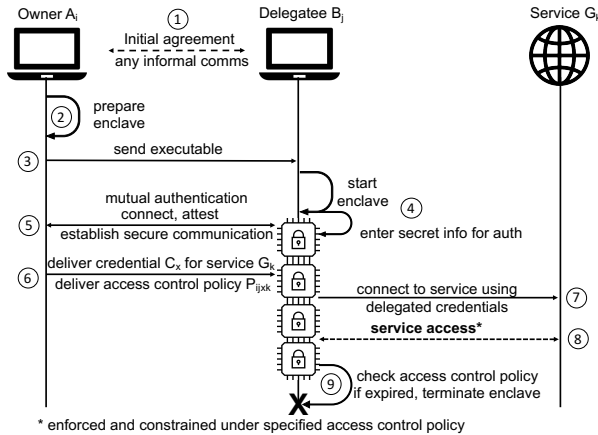 Owner Ai
Delegatee Bj
Service Gk
1
Initial agreement
any informal comms
2
prepare
enclave
3
send executable
start
enclave
4
enter secret info for auth
mutual authentication
connect, attest
5
establish secure communication
deliver credential Cx for service Gk
6
deliver access control policy Pijxk
connect to service using
7
delegated credentials
service access*
8
9
check access control policy
if expired, terminate enclave
X
* enforced and constrained under specified access control policy